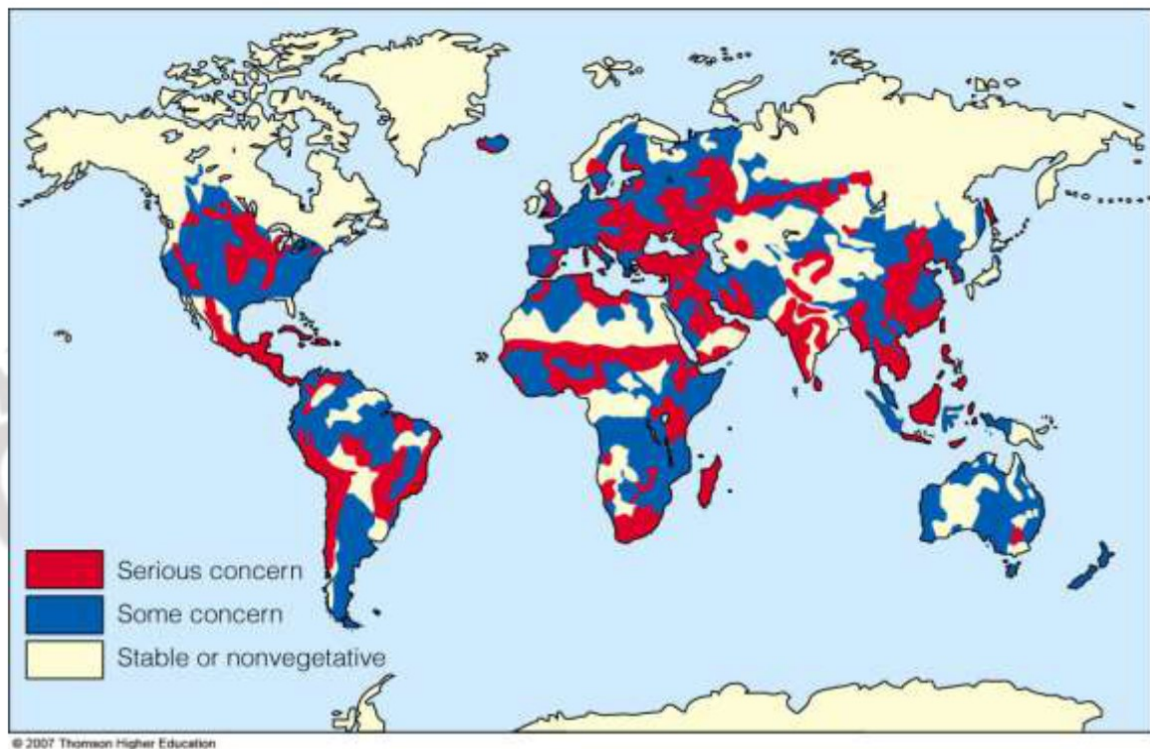 Serious concern
Some concern
Stable or nonvegetative
© 2007 Thomson Higher Education